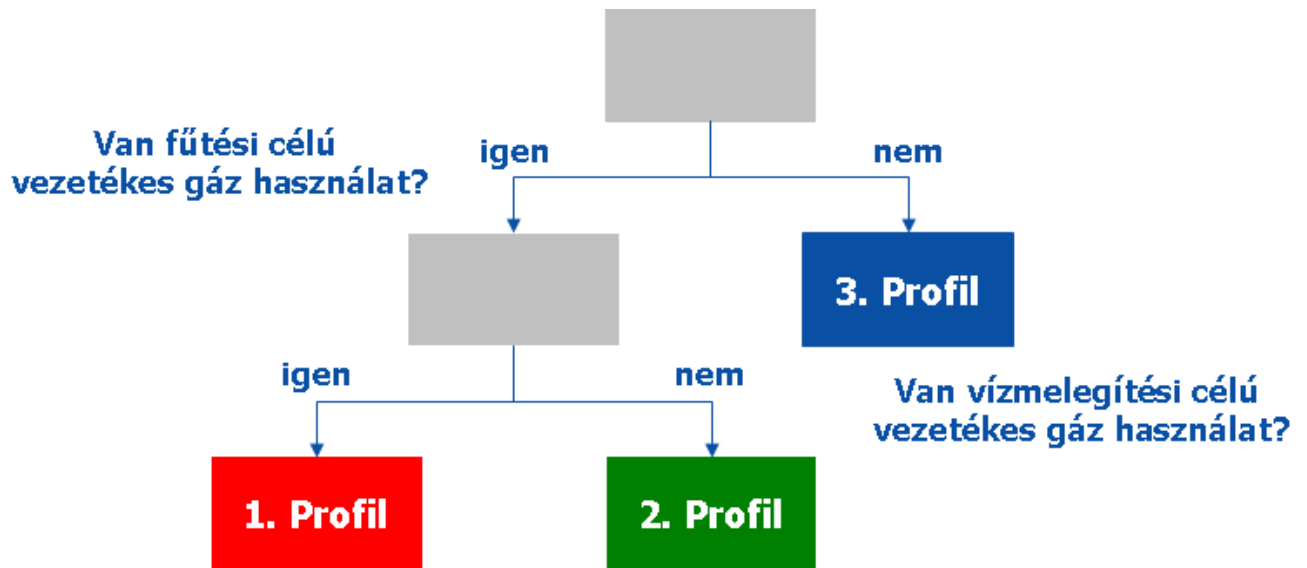 Van fűtési célú
vezetékes gáz használat?
igen
nem
3. Profil
igen
nem
Van vízmelegítési célú
vezetékes gáz használat?
1. Profil
2. Profil